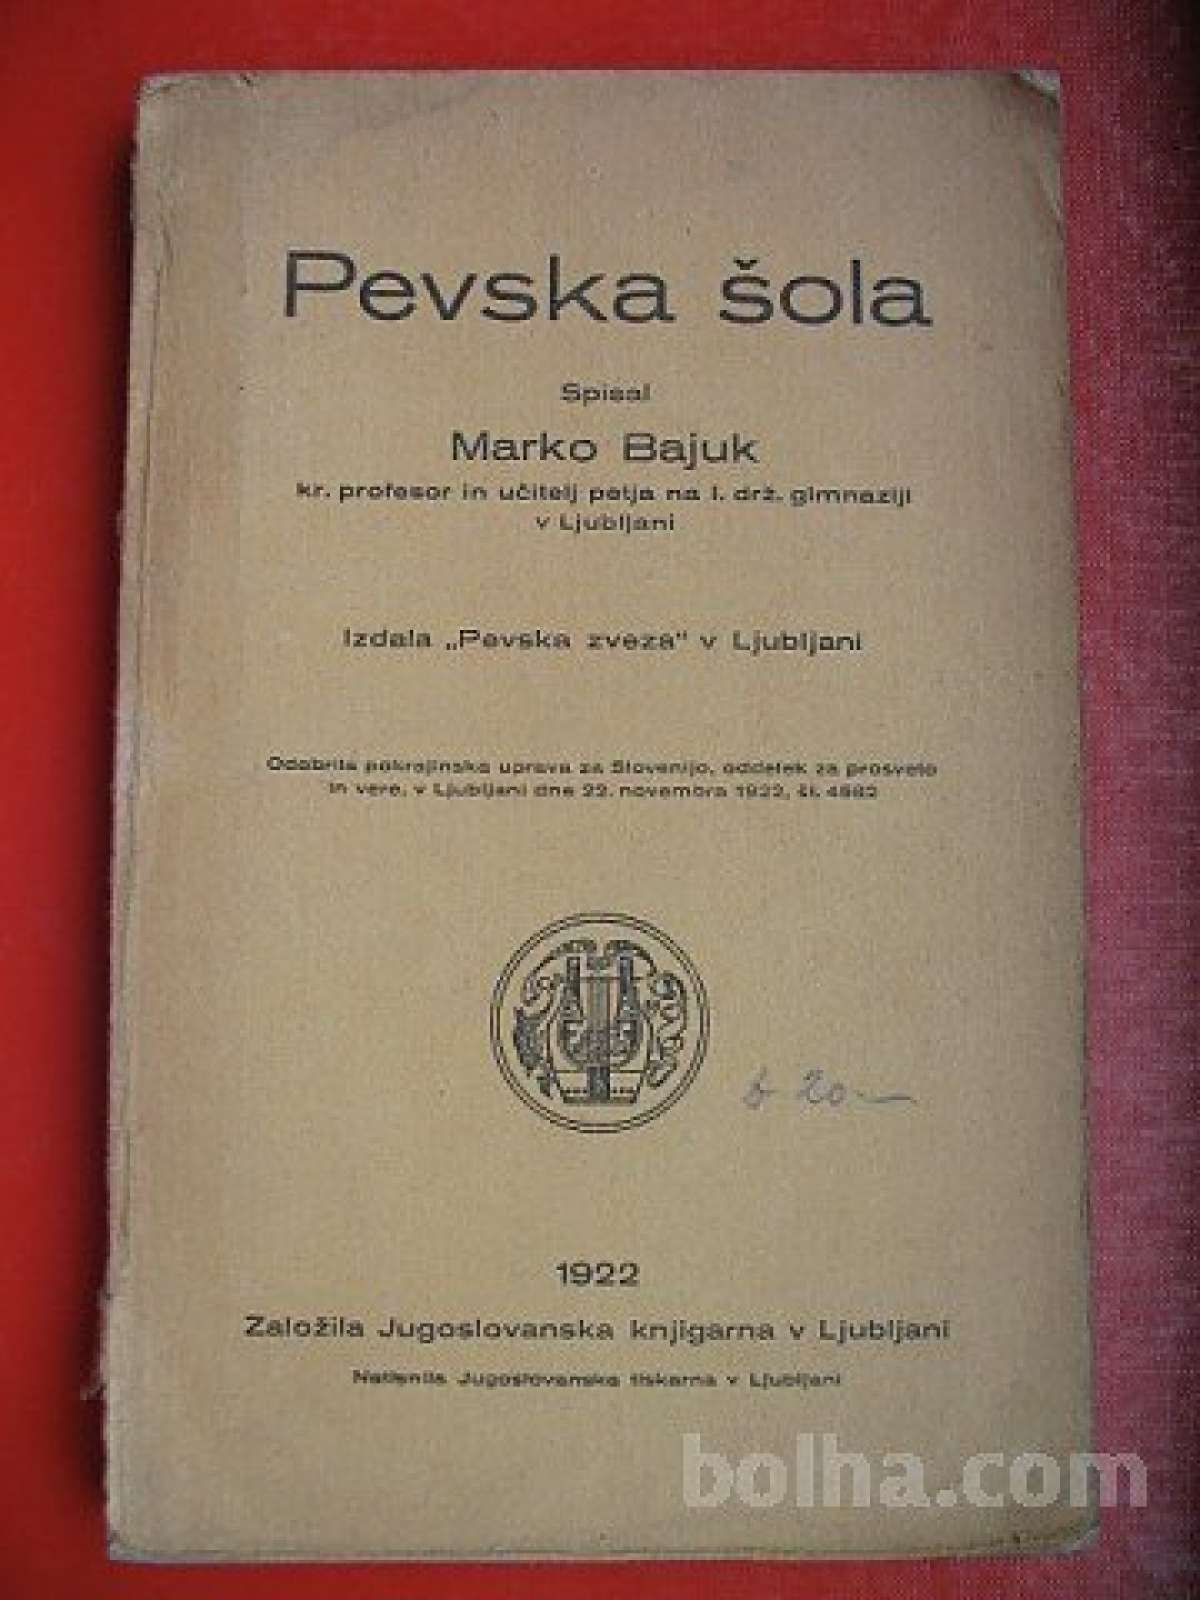 Pevska šola
Spisal
Marko Bajuk
kr. profesor in učitelj petja na I. drž. gimnaziji
v Ljubljani
Izdala „Pevska zveza“ v Ljubljani
Odobrila pokrajinska uprava za Slovenijo, oddelek za prosveto
in vere, v Ljubljani dne 22. novembra 1922, št.
20—
1922
Založila Jugoslovanska knjigarna v Ljubljani
Natisnila Jugoslovanska tiskarna v Ljubljani
bolha.com